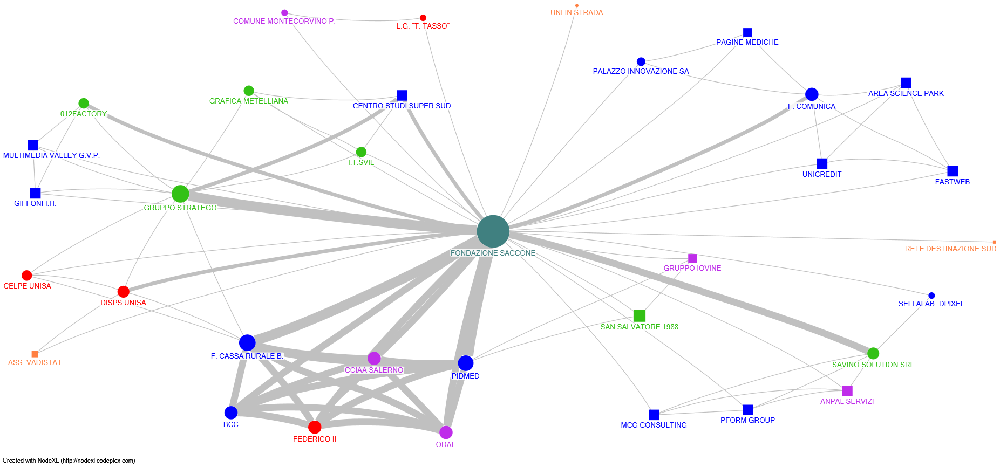 UNI IN STRADA
COMUNE MONTECORVINO P.
L.G. "T. TASSO"
PAGINE MEDICHE
PALAZZO INNOVAZIONE SA
AREA SCIENCE PARK
GRAFICA METELLIANA
CENTRO STUDI SUPER SUD
F. COMUNICA
012FACTORY
MULTIMEDIA VALLEY G.V.P.
I.T.SVIL
UNICREDIT
FASTWEB
GIFFONI I.H.
GRUPPO STRATEGO
FONDAZIONE SACCONE
RETE DESTINAZIONE SUD
GRUPPO IOVINE
CELPE UNISA
DISPS UNISA
SELLALAB- DPIXEL
SAN SALVATORE 1988
F. CASSA RURALE B.
ASS. VADISTAT
SAVINO SOLUTION SRL
CCIAA SALERNO
PIDMED
ANPAL SERVIZI
PFORM GROUP
BCC
MCG CONSULTING
FEDERICO II
ODAF
Created with NodeXL (http://nodexl.codeplex.com)